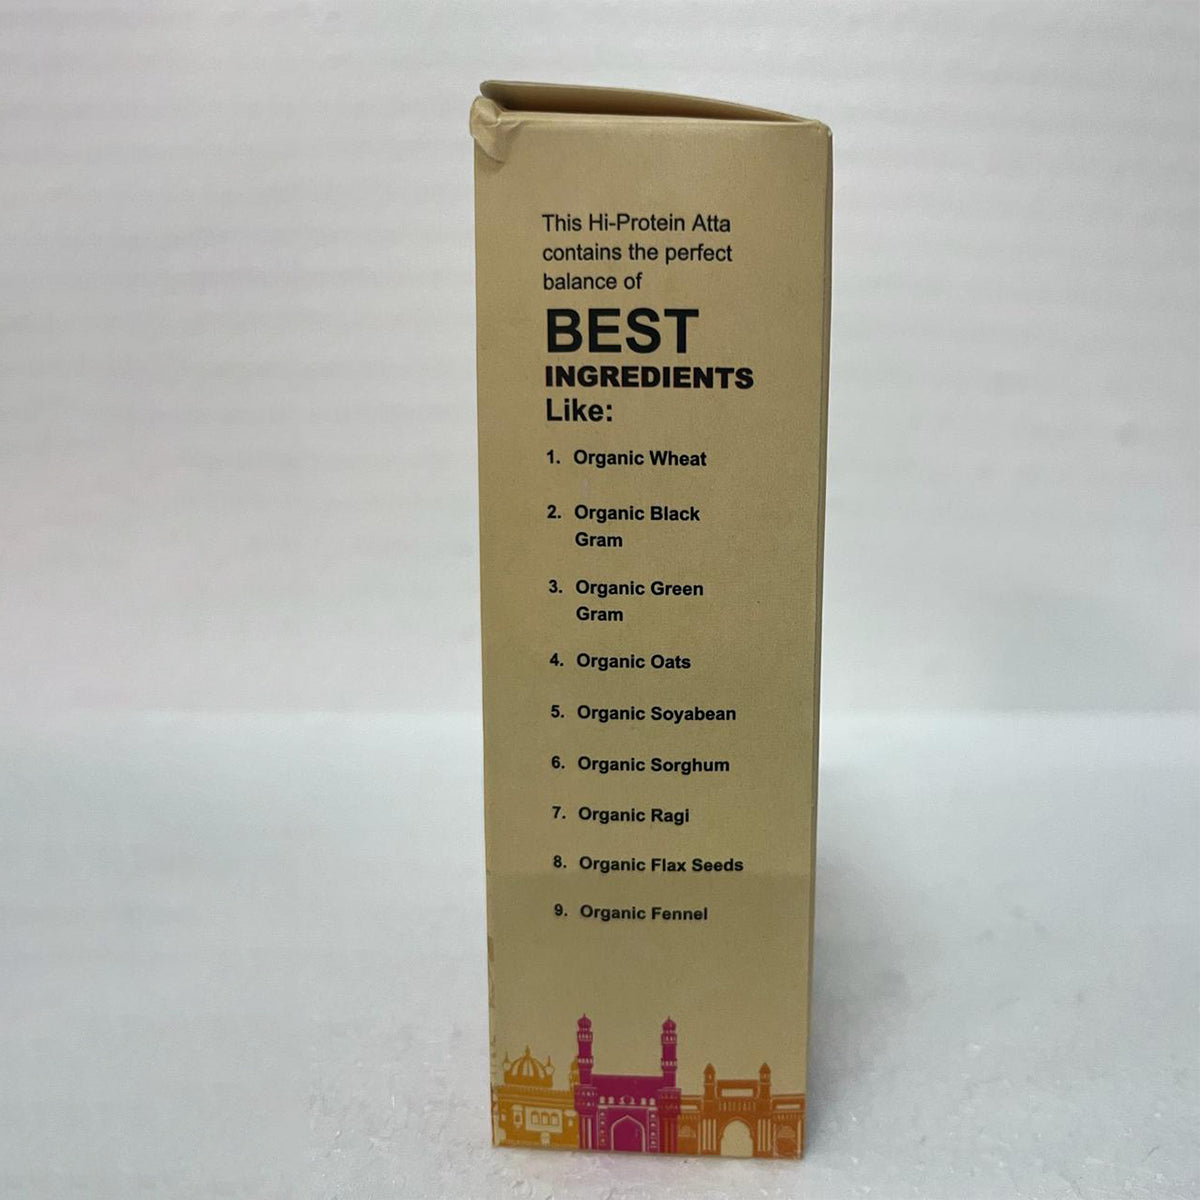 This Hi-Protein Atta
contains the perfect
balance of
BEST
INGREDIENTS
Like:
1. Organic Wheat
2. Organic Black
Gram
3. Organic Green
Gram
4. Organic Oats
5. Organic Soyabean
6. Organic Sorghum
7. Organic Ragi
8. Organic Flax Seeds
9. Organic Fennel